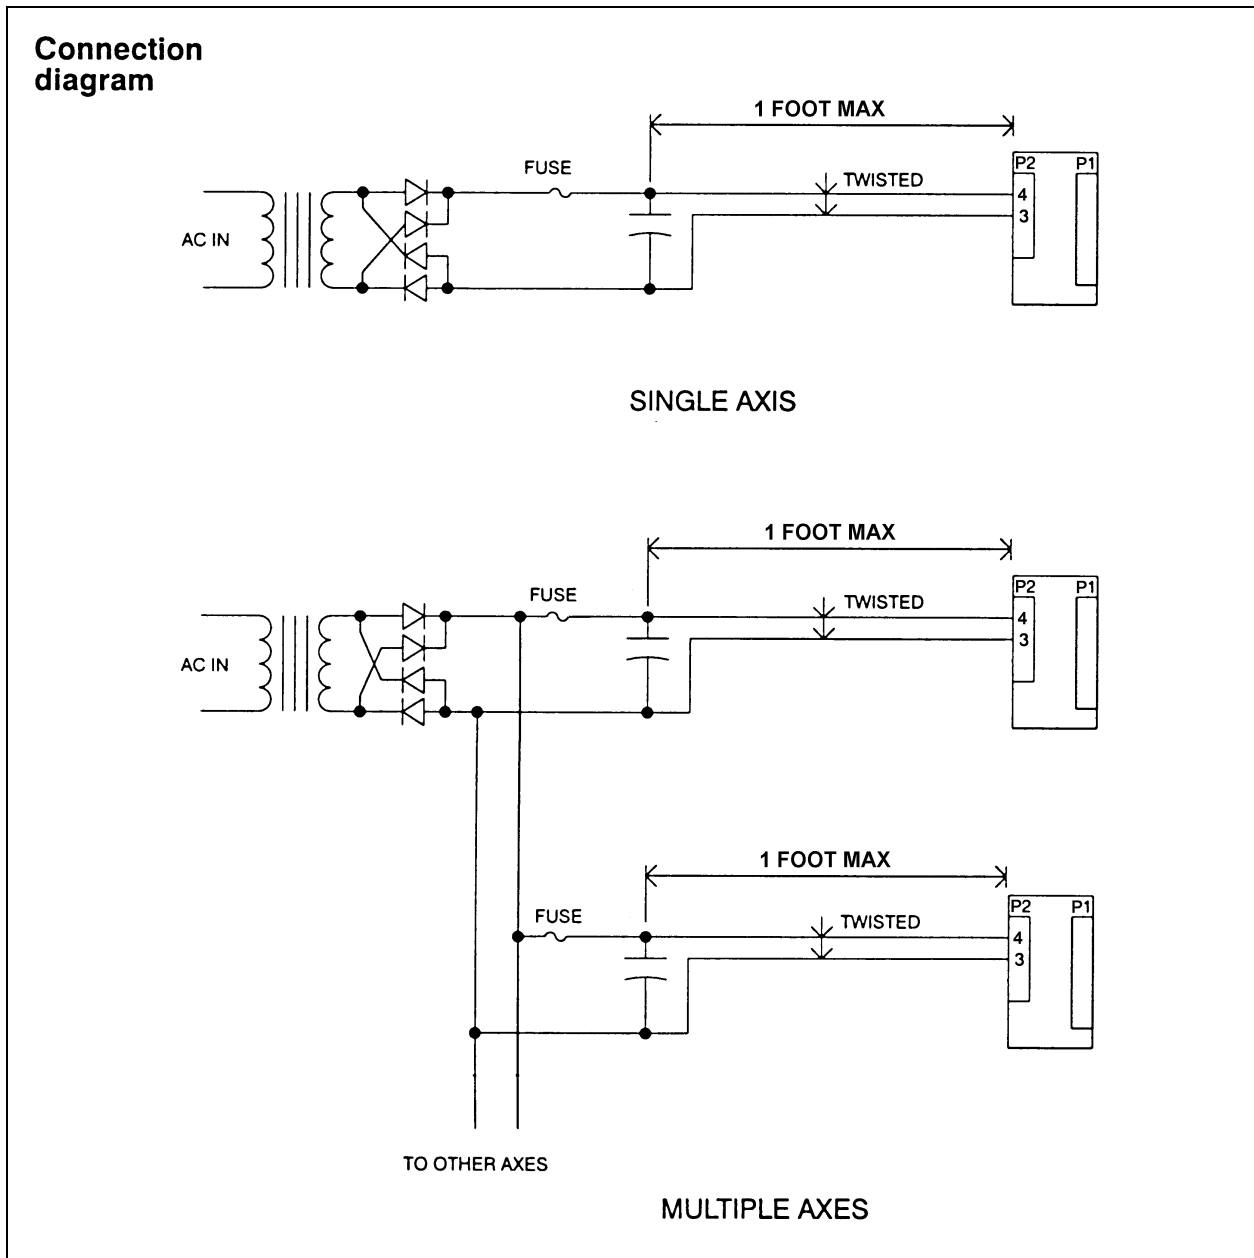 Connection
diagram
1 FOOT MAX
FUSE
TWISTED
P2 P1
4
3
AC IN
SINGLE AXIS
1 FOOT MAX
FUSE
TWISTED
P2 P1
4
3
AC IN
1 FOOT MAX
FUSE
TWISTED
P2 P1
4
3
TO OTHER AXES
MULTIPLE AXES